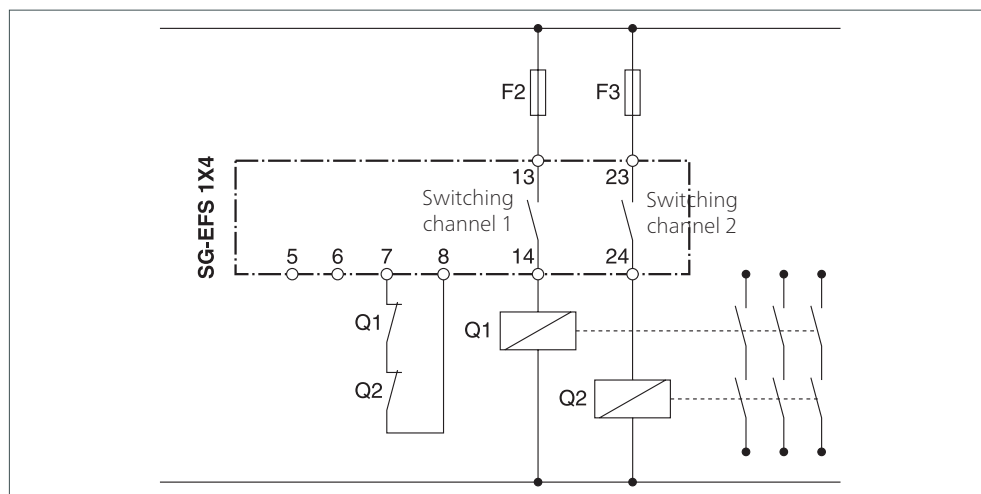 F2
F3
SG-EFS 1X4
13
23
Switching
channel 1
Switching
channel 2
5
6
7
8
14
24
Q1
Q1
Q2
Q2